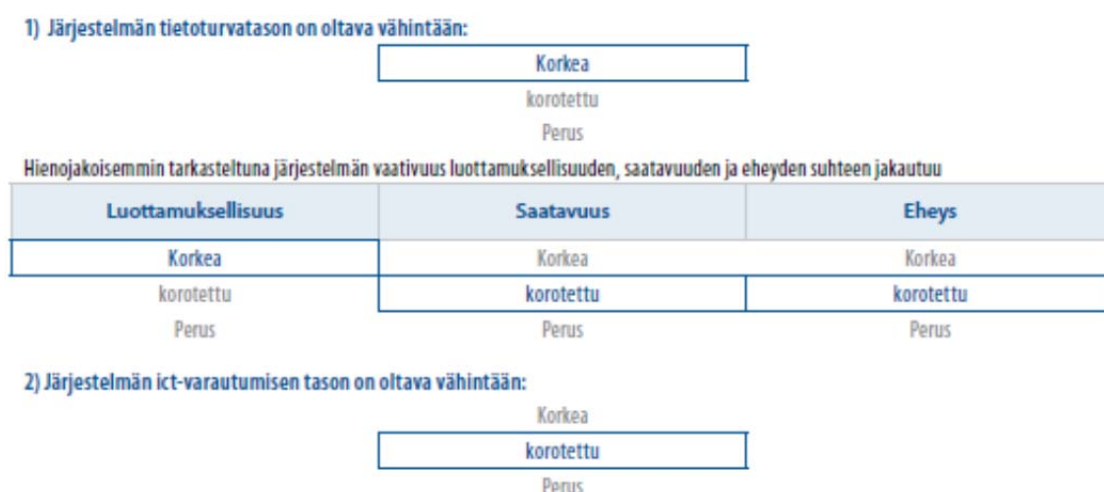 1) Järjestelmän tietoturvatason on oltava vähintään:
Korkea
korotettu
Perus
Hienojakoisemmin tarkasteltuna järjestelmän vaativuus luottamuksellisuuden, saatavuuden ja eheyden suhteen jakautuu
Luottamuksellisuus Saatavuus Eheys
Korkea Korkea Korkea
korotettu korotettu korotettu
Perus Perus Perus
2) Järjestelmän ict-varautumisen tason on oltava vähintään:
Korkea
korotettu
Perus